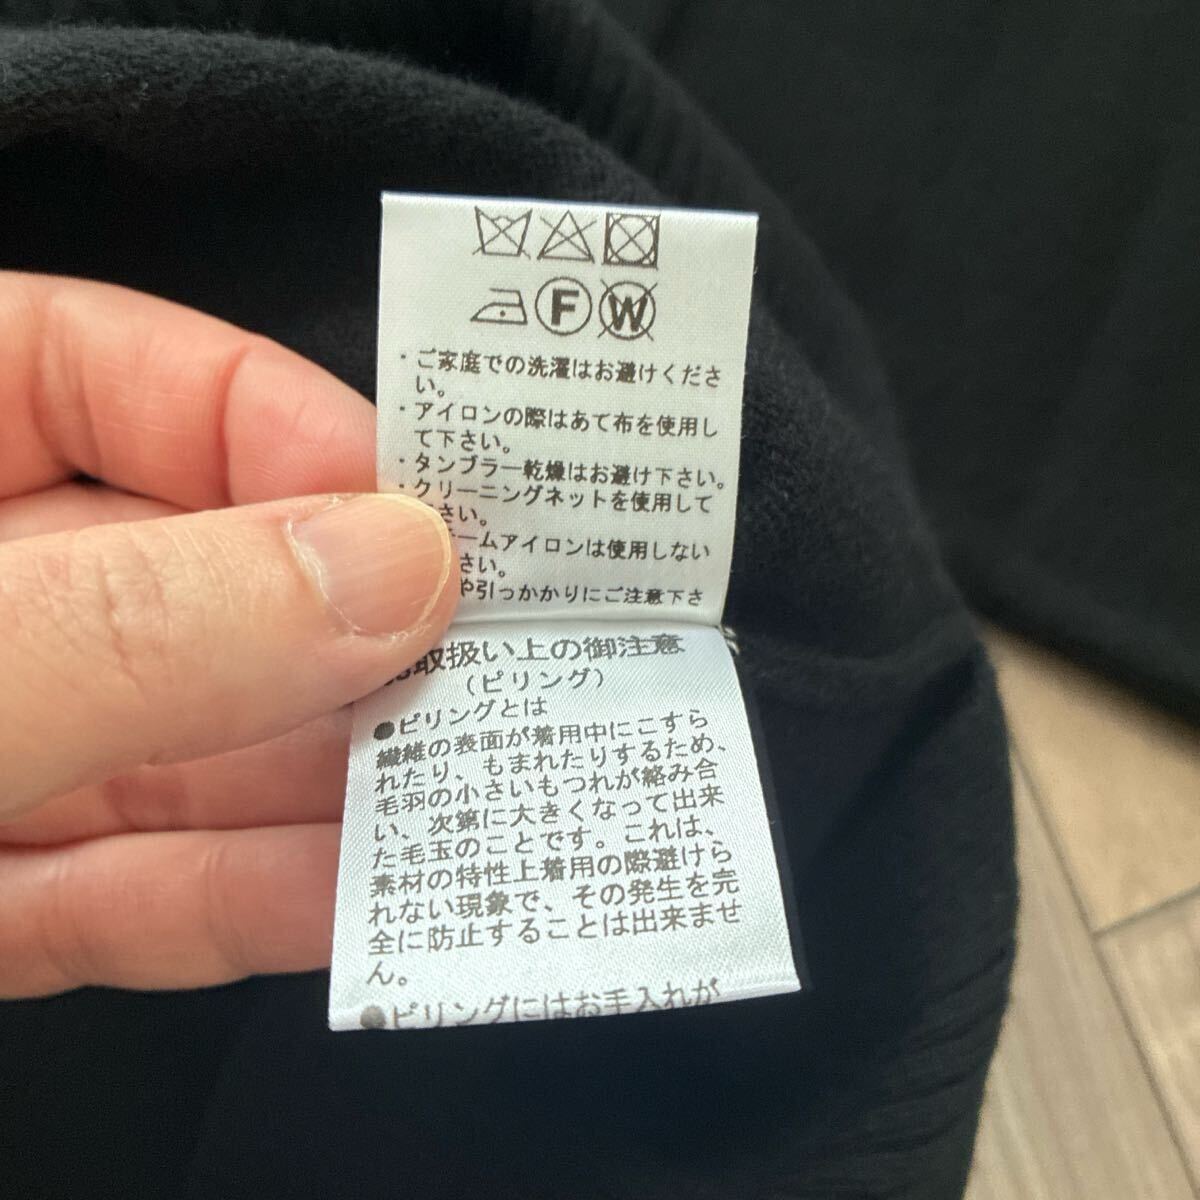 F W
・ご家庭での洗濯はお避けくださ
い。
・アイロンの際はあて布を使用し
て下さい。
・タンブラー乾燥はお避け下さい。
・クリーニングネットを使用して
さい。
ームアイロンは使用しない
さい。
や引っかかりにご注意下さ
取扱い上の御注意
（ピリング）
●ピリングとは
繊維の表面が着用中にこすら
れたり、もまれたりするため、
毛羽の小さいもつれが絡み合
い、次第に大きくなって出来
た毛玉のことです。これは、
素材の特性上着用の際避けら
れない現象で、その発生を完
全に防止することは出来ませ
ん。
●ピリングにはお手入れが